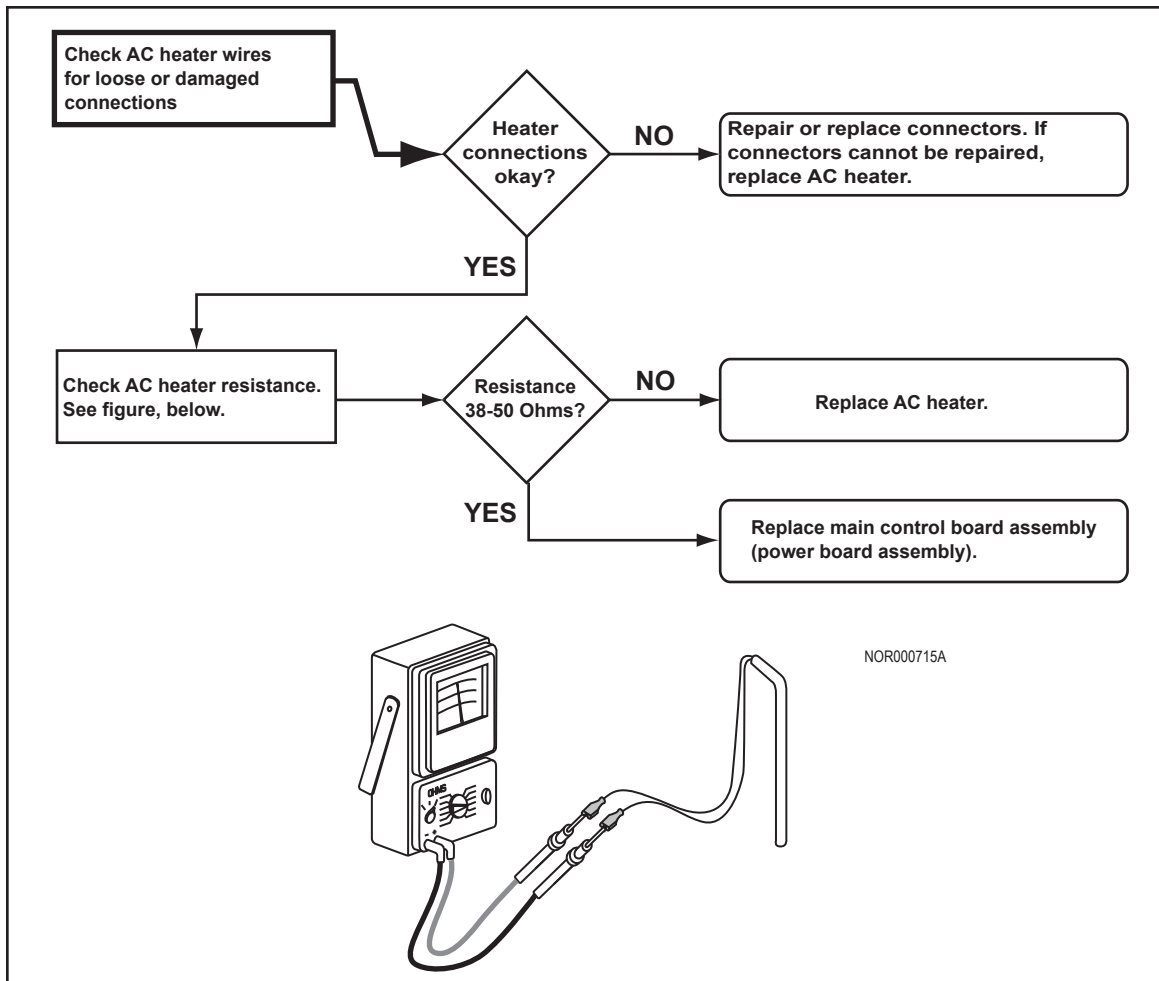 Check AC heater wires
for loose or damaged
connections
Heater
connections
okay?
NO
Repair or replace connectors. If
connectors cannot be repaired,
replace AC heater.
YES
Check AC heater resistance.
See figure, below.
Resistance
38-50 Ohms?
NO
Replace AC heater.
YES
Replace main control board assembly
(power board assembly).
NOR000715A
OHMS
- +